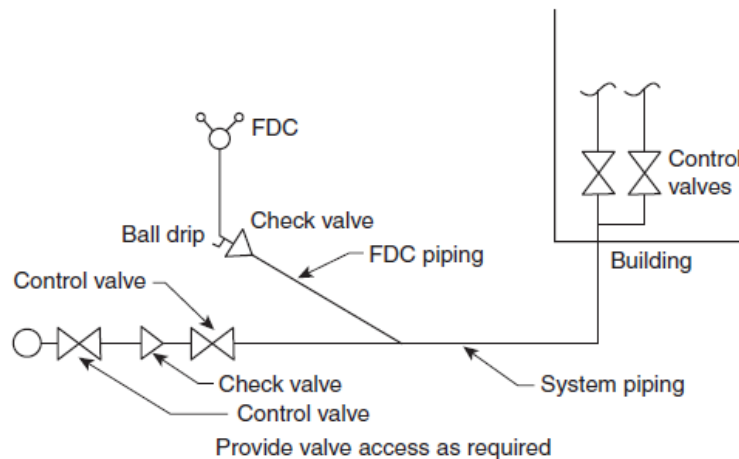 FDC
Control
valves
Check valve
Ball drip
FDC piping
Building
Control valve
System piping
Check valve
Control valve
Provide valve access as required